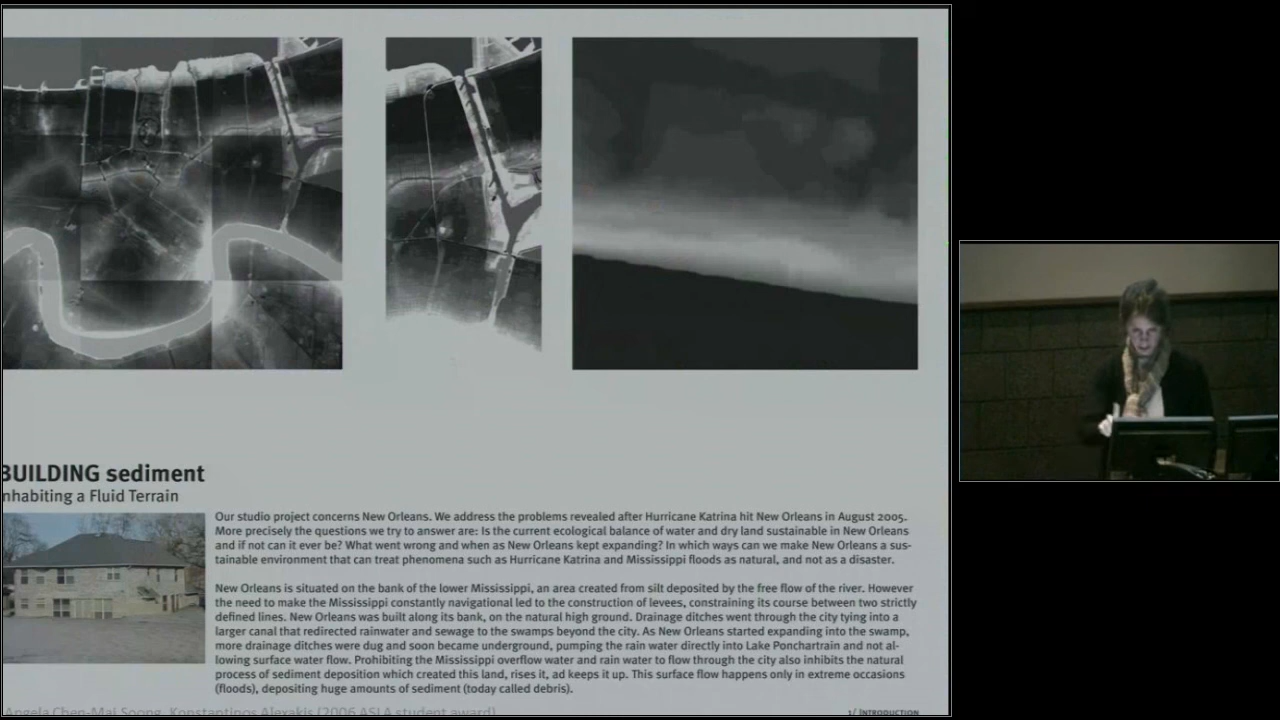 BUILDING sediment
nhabiting a Fluid Terrain
Our studio project concerns New Orleans. We address the problems revealed after Hurricane Katrina hit New Orleans in August 2005.
More precisely the questions we try to answer are: Is the current ecological balance of water and dry land sustainable in New Orleans
and if not can it ever be? What went wrong and when as New Orleans kept expanding? In which ways can we make New Orleans a sus-
tainable environment that can treat phenomena such as Hurricane Katrina and Mississippi floods as natural, and not as a disaster.
New Orleans is situated on the bank of the lower Mississippi, an area created from silt deposited by the free flow of the river. However
the need to make the Mississippi constantly navigational led to the construction of levees, constraining its course between two strictly
defined lines. New Orleans was built along its bank, on the natural high ground. Drainage ditches went through the city tying into a
larger canal that redirected rainwater and sewage to the swamps beyond the city. As New Orleans started expanding into the swamp,
more drainage ditches were dug and soon became underground, pumping the rain water directly into Lake Ponchartrain and not al-
lowing surface water flow. Prohibiting the Mississippi overflow water and rain water to flow through the city also inhibits the natural
process of sediment deposition which created this land, rises it, ad keeps it up. This surface flow happens only in extreme occasions
(floods), depositing huge amounts of sediment (today called debris).
Angela Chen-Mai Soong, Konstantinos Alexakis (2006 ASLA student award)
1/ INTRODUCTION